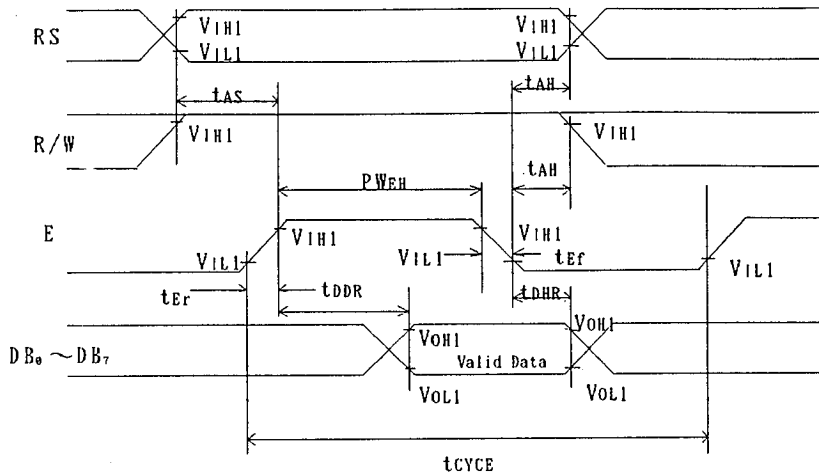 RS VIH1 VIH1
VIL1 VIL1
tAS tAH
R/W VIH1 VIH1
PWEH tAH
E VIH1 VIH1
VIL1 VIL1 tEf VIL1
tEr tDDR tDHR
VOH1 VOH1
DB₀ ~DB₇ Valid Data
VOL1 VOL1
tCYCE